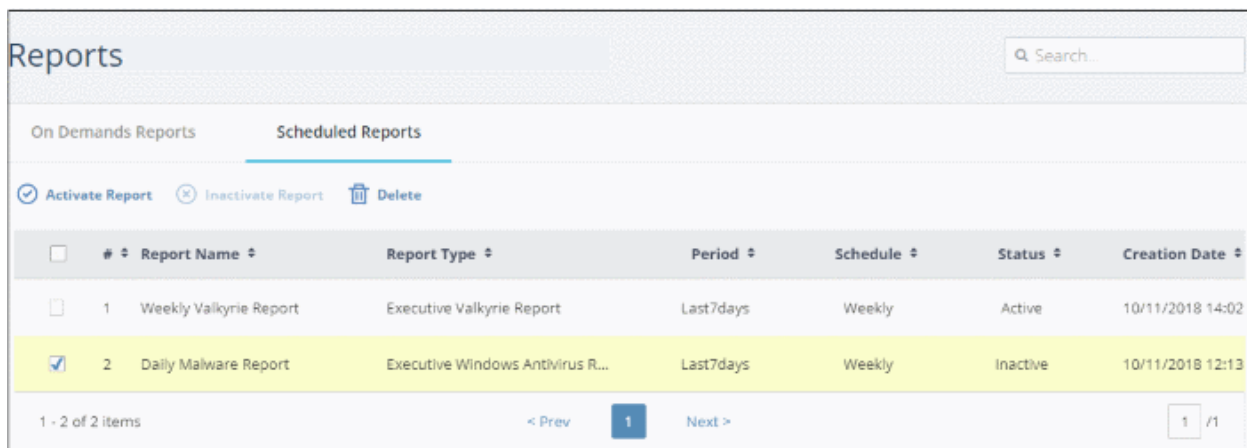 Reports
Search...
On Demands Reports Scheduled Reports
Activate Report Inactivate Report Delete
# Report Name Report Type Period Schedule Status Creation Date
1 Weekly Valkyrie Report Executive Valkyrie Report Last7days Weekly Active 10/11/2018 14:02
2 Daily Malware Report Executive Windows Antivirus R... Last7days Weekly Inactive 10/11/2018 12:13
1 - 2 of 2 items < Prev 1 Next > 1 /1